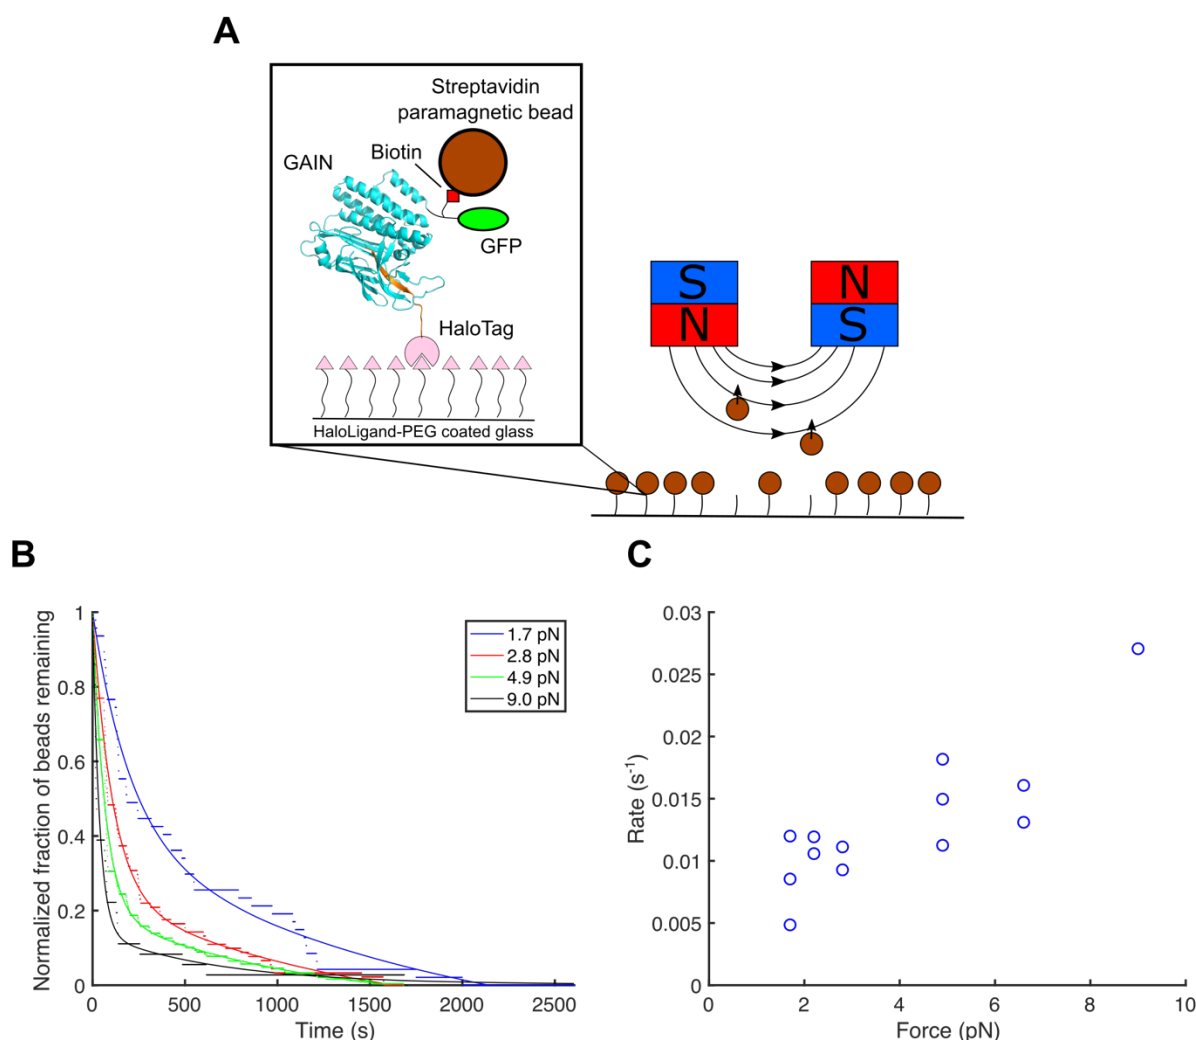 A
Streptavidin
paramagnetic bead
Biotin
GAIN
GFP
HaloTag
HaloLigand-PEG coated glass
S
N
N
S
B
Normalized fraction of beads remaining
1
0.8
0.6
0.4
0.2
0
0
500
1000
1500
2000
2500
Time (s)
1.7 pN
2.8 pN
4.9 pN
9.0 pN
C
Rate (s⁻¹)
0.03
0.025
0.02
0.015
0.01
0.005
0
0
2
4
6
8
10
Force (pN)